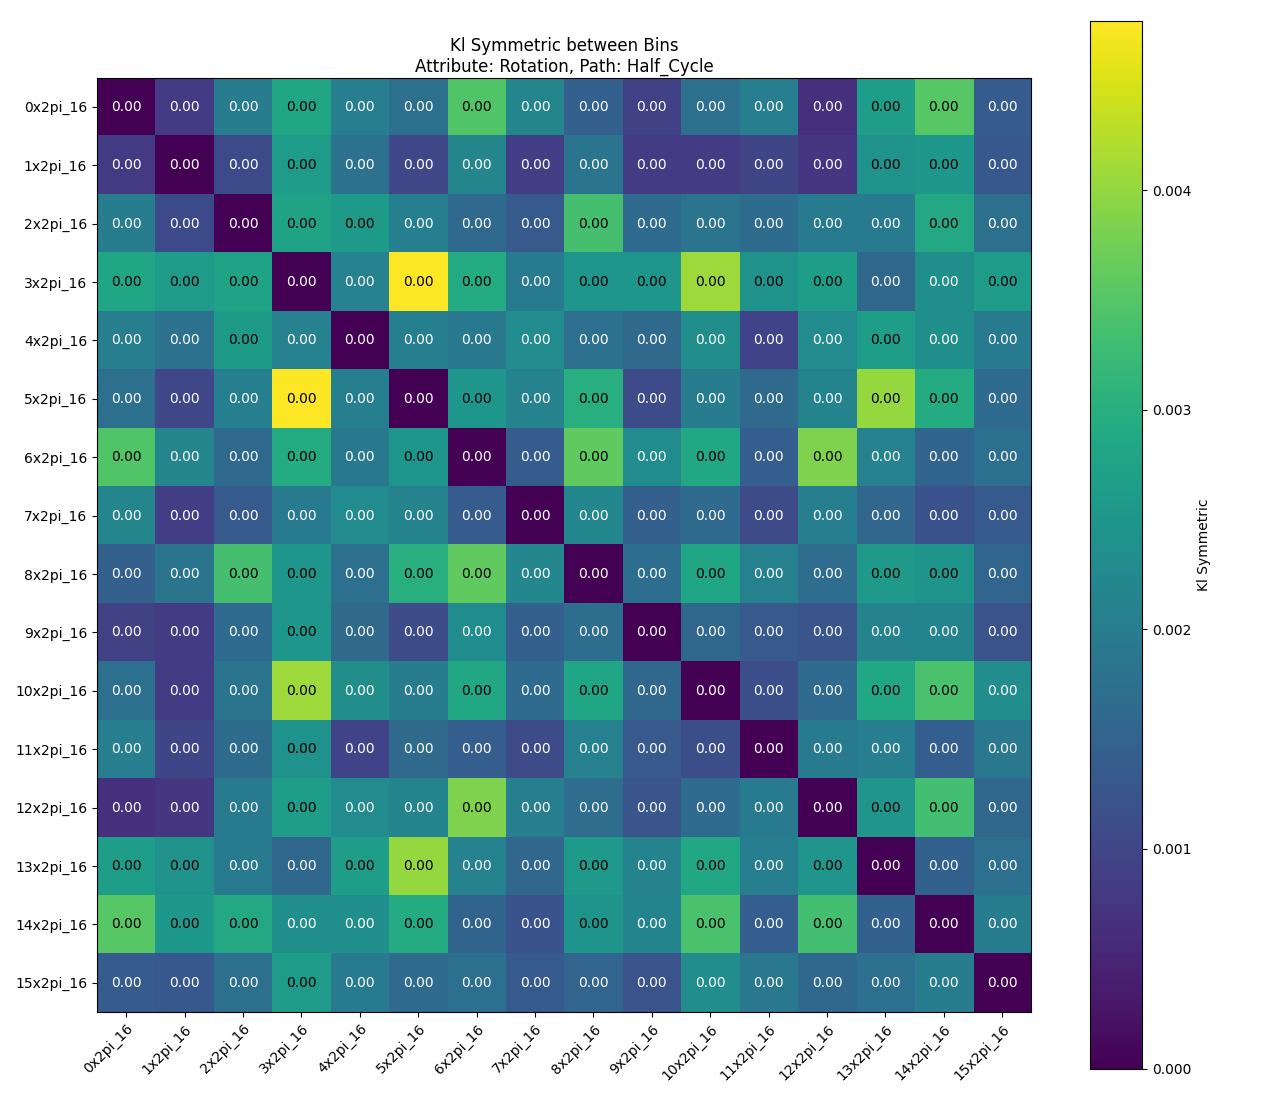 Kl Symmetric between Bins
Attribute: Rotation, Path: Half_Cycle
0x2pi_16 0.00 0.00 0.00 0.00 0.00 0.00 0.00 0.00 0.00 0.00 0.00 0.00 0.00 0.00 0.00 0.00
1x2pi_16 0.00 0.00 0.00 0.00 0.00 0.00 0.00 0.00 0.00 0.00 0.00 0.00 0.00 0.00 0.00 0.00
2x2pi_16 0.00 0.00 0.00 0.00 0.00 0.00 0.00 0.00 0.00 0.00 0.00 0.00 0.00 0.00 0.00 0.00
3x2pi_16 0.00 0.00 0.00 0.00 0.00 0.00 0.00 0.00 0.00 0.00 0.00 0.00 0.00 0.00 0.00 0.00
4x2pi_16 0.00 0.00 0.00 0.00 0.00 0.00 0.00 0.00 0.00 0.00 0.00 0.00 0.00 0.00 0.00 0.00
5x2pi_16 0.00 0.00 0.00 0.00 0.00 0.00 0.00 0.00 0.00 0.00 0.00 0.00 0.00 0.00 0.00 0.00
6x2pi_16 0.00 0.00 0.00 0.00 0.00 0.00 0.00 0.00 0.00 0.00 0.00 0.00 0.00 0.00 0.00 0.00
7x2pi_16 0.00 0.00 0.00 0.00 0.00 0.00 0.00 0.00 0.00 0.00 0.00 0.00 0.00 0.00 0.00 0.00
8x2pi_16 0.00 0.00 0.00 0.00 0.00 0.00 0.00 0.00 0.00 0.00 0.00 0.00 0.00 0.00 0.00 0.00
9x2pi_16 0.00 0.00 0.00 0.00 0.00 0.00 0.00 0.00 0.00 0.00 0.00 0.00 0.00 0.00 0.00 0.00
10x2pi_16 0.00 0.00 0.00 0.00 0.00 0.00 0.00 0.00 0.00 0.00 0.00 0.00 0.00 0.00 0.00 0.00
11x2pi_16 0.00 0.00 0.00 0.00 0.00 0.00 0.00 0.00 0.00 0.00 0.00 0.00 0.00 0.00 0.00 0.00
12x2pi_16 0.00 0.00 0.00 0.00 0.00 0.00 0.00 0.00 0.00 0.00 0.00 0.00 0.00 0.00 0.00 0.00
13x2pi_16 0.00 0.00 0.00 0.00 0.00 0.00 0.00 0.00 0.00 0.00 0.00 0.00 0.00 0.00 0.00 0.00
14x2pi_16 0.00 0.00 0.00 0.00 0.00 0.00 0.00 0.00 0.00 0.00 0.00 0.00 0.00 0.00 0.00 0.00
15x2pi_16 0.00 0.00 0.00 0.00 0.00 0.00 0.00 0.00 0.00 0.00 0.00 0.00 0.00 0.00 0.00 0.00
0x2pi_16 1x2pi_16 2x2pi_16 3x2pi_16 4x2pi_16 5x2pi_16 6x2pi_16 7x2pi_16 8x2pi_16 9x2pi_16 10x2pi_16 11x2pi_16 12x2pi_16 13x2pi_16 14x2pi_16 15x2pi_16
0.004
0.003
0.002
0.001
0.000
Kl Symmetric